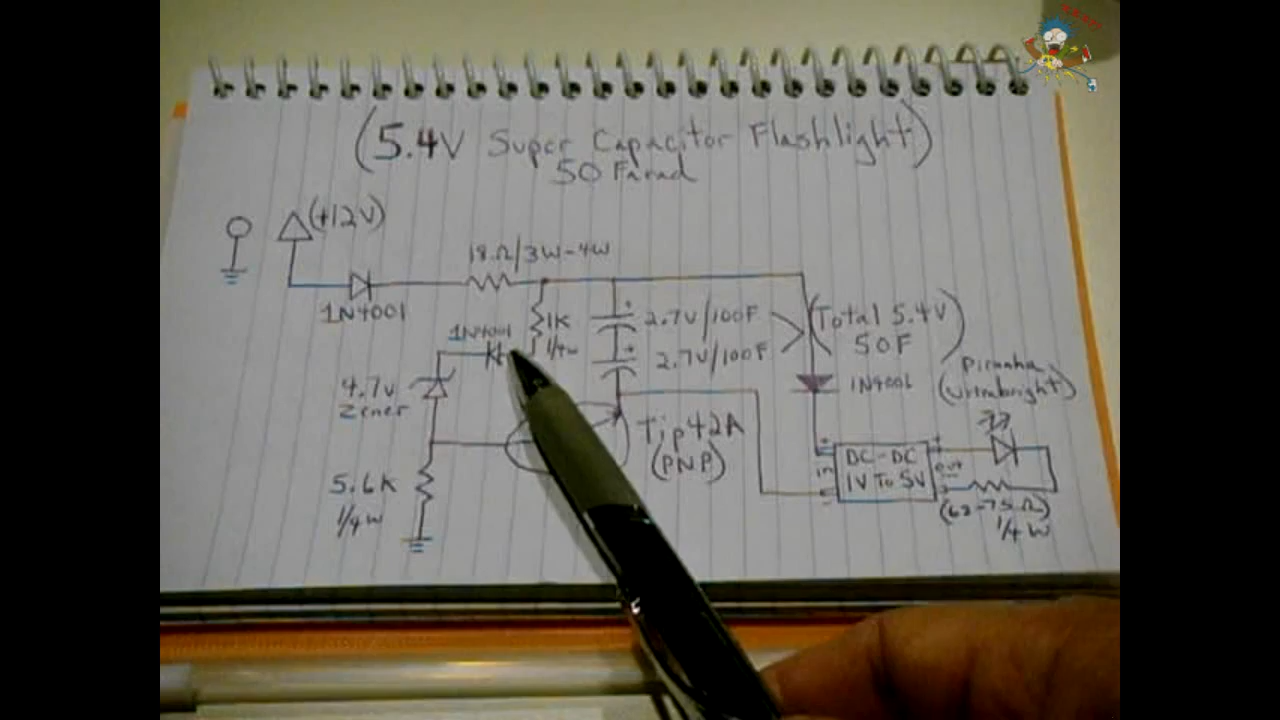 (5.4V Super Capacitor Flashlight)
50 Farad
(+12V)
18Ω/3W-4W
1N4001
1N4001
1K
1/4w
2.7V/100F
2.7V/100F
(Total 5.4V)
50F
4.7v
Zener
1N4001
Piranha
(Ultrabright)
Tip42A
(PNP)
+
+
+
in
DC-DC
1V To 5V
+
out
-
-
5.6K
1/4w
(68-75Ω)
1/4W